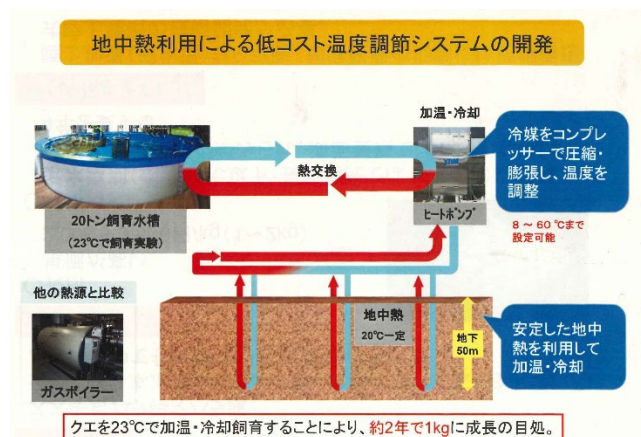 地中熱利用による低コスト温度調節システムの開発
加温・冷却
冷媒をコンプレ
ッサーで圧縮・
膨張し、温度を
調整
熱交換
20トン飼育水槽
(23℃で飼育実験)
ヒートポンプ
8 ~ 60 ℃まで
設定可能
他の熱源と比較
ガスボイラー
地中熱
20℃一定
地下
50m
安定した地中
熱を利用して
加温・冷却
クエを23℃で加温・冷却飼育することにより、約2年で1kgに成長の目処。